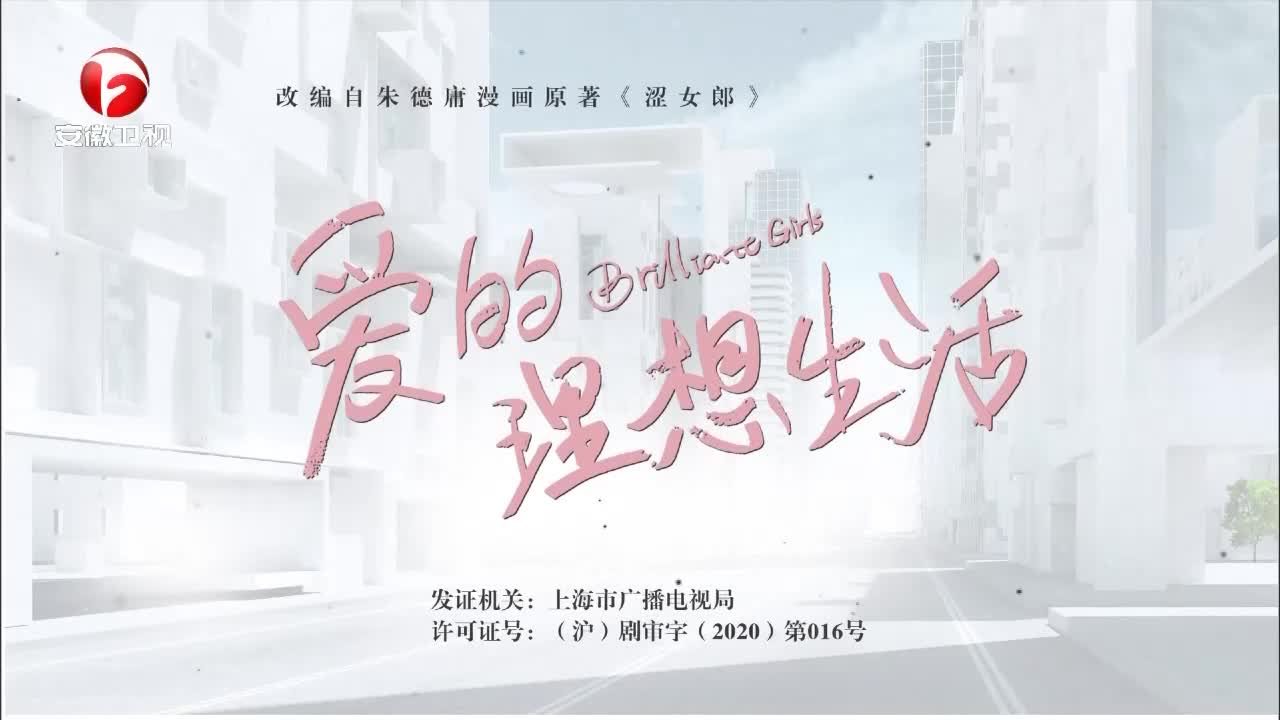 安徽卫视
改编自朱德庸漫画原著《涩女郎》
爱的理想生活
Brilliante Girls
发证机关：上海市广播电视局
许可证号：（沪）剧审字（2020）第016号